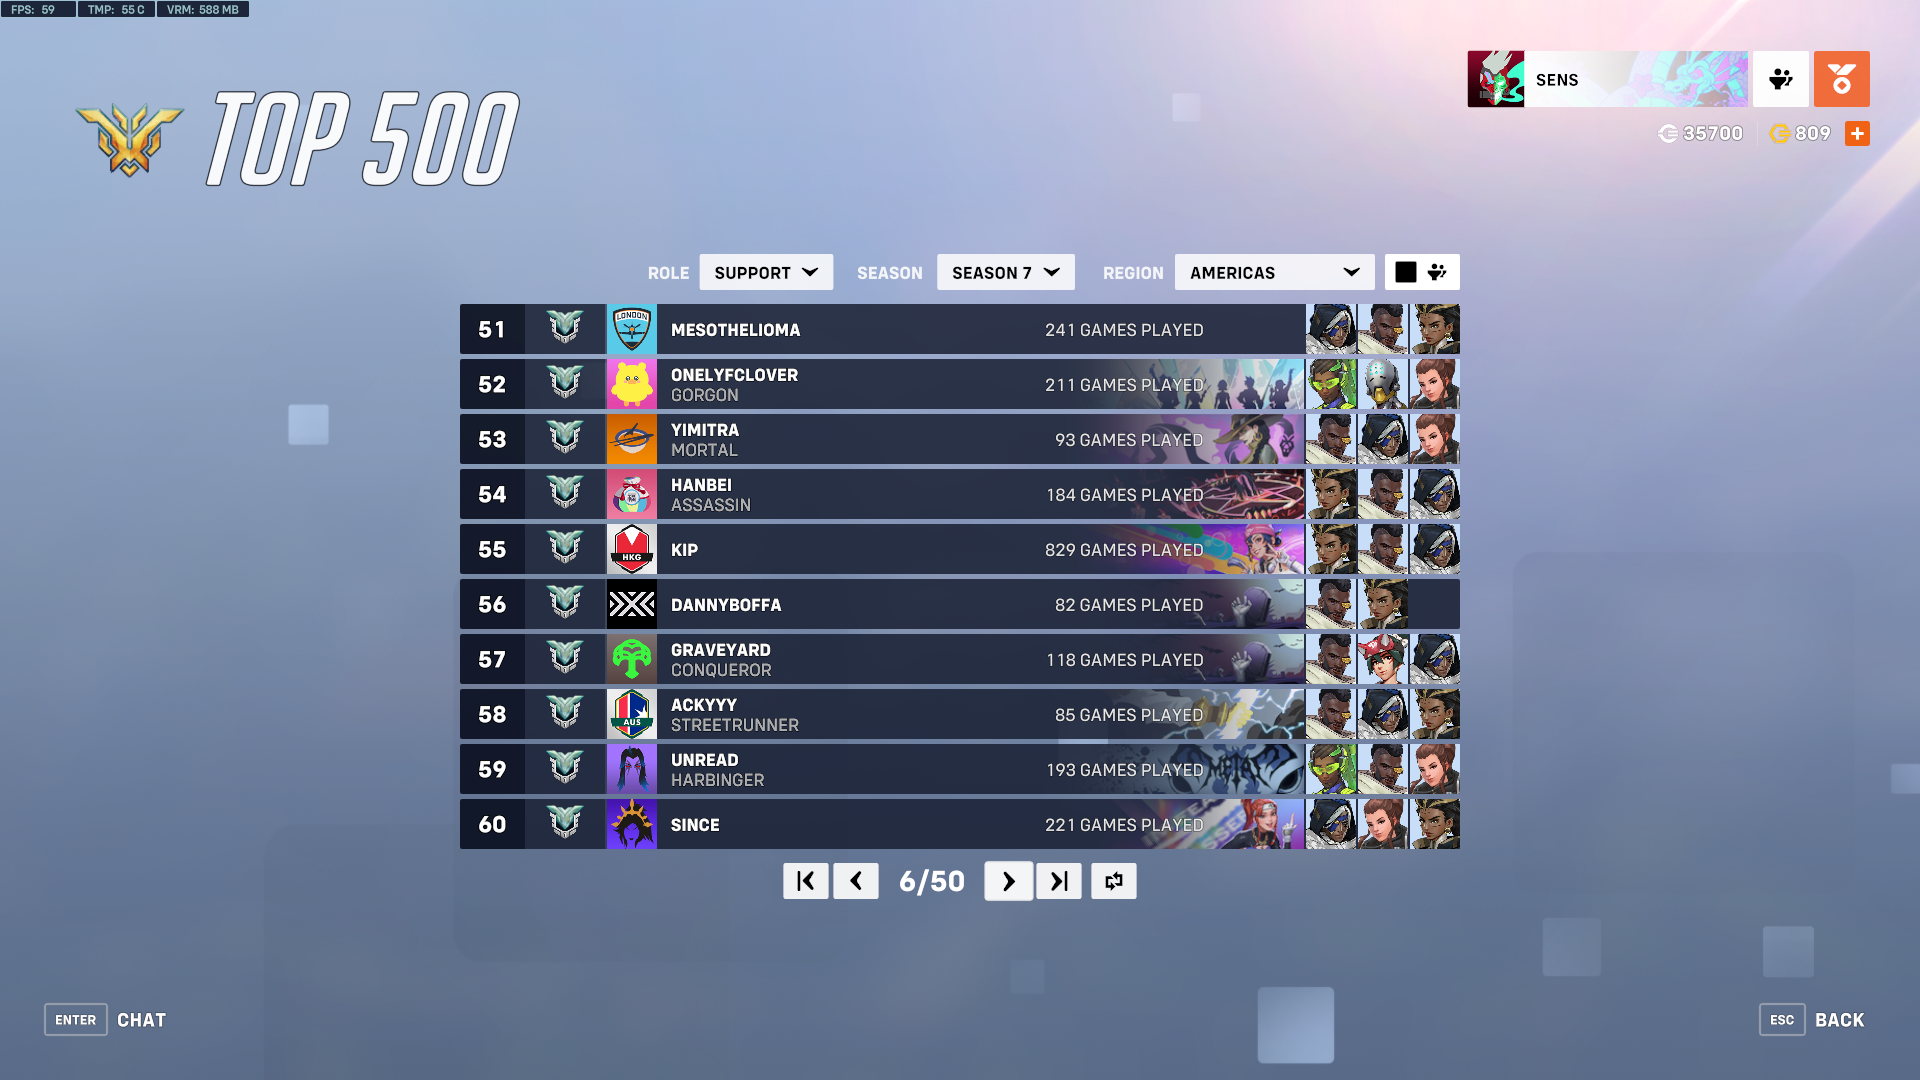 FPS: 59 TMP: 55 C VRM: 588 MB
TOP 500
SENS
35700 809
ROLE SUPPORT SEASON SEASON 7 REGION AMERICAS
51 LONDON MESOTHELIOMA 241 GAMES PLAYED
52 ONELYFCLOVER 211 GAMES PLAYED
GORGON
53 YIMITRA 93 GAMES PLAYED
MORTAL
54 HANBEI 184 GAMES PLAYED
ASSASSIN
55 HKG KIP 829 GAMES PLAYED
56 DANNYBOFFA 82 GAMES PLAYED
57 GRAVEYARD 118 GAMES PLAYED
CONQUEROR
58 AUS ACKYYY 85 GAMES PLAYED
STREETRUNNER
59 UNREAD 193 GAMES PLAYED
HARBINGER
60 SINCE 221 GAMES PLAYED
6/50
ENTER CHAT
ESC BACK